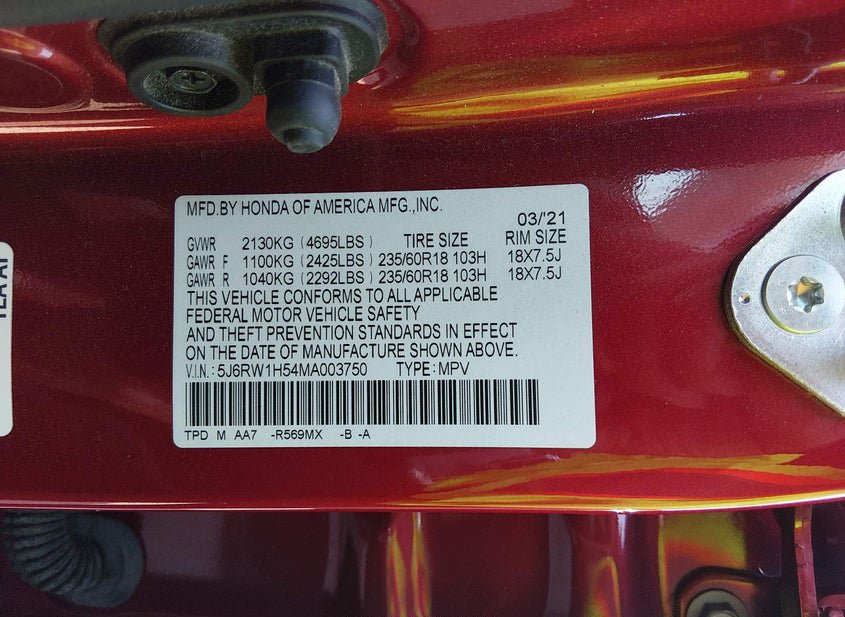 MFD.BY HONDA OF AMERICA MFG.,INC.
03/'21
GVWR 2130KG (4695LBS) TIRE SIZE RIM SIZE
GAWR F 1100KG (2425LBS) 235/60R18 103H 18X7.5J
GAWR R 1040KG (2292LBS) 235/60R18 103H 18X7.5J
THIS VEHICLE CONFORMS TO ALL APPLICABLE
FEDERAL MOTOR VEHICLE SAFETY
AND THEFT PREVENTION STANDARDS IN EFFECT
ON THE DATE OF MANUFACTURE SHOWN ABOVE.
V.I.N.: 5J6RW1H54MA003750 TYPE: MPV
TPD M AA7 -R569MX -B -A